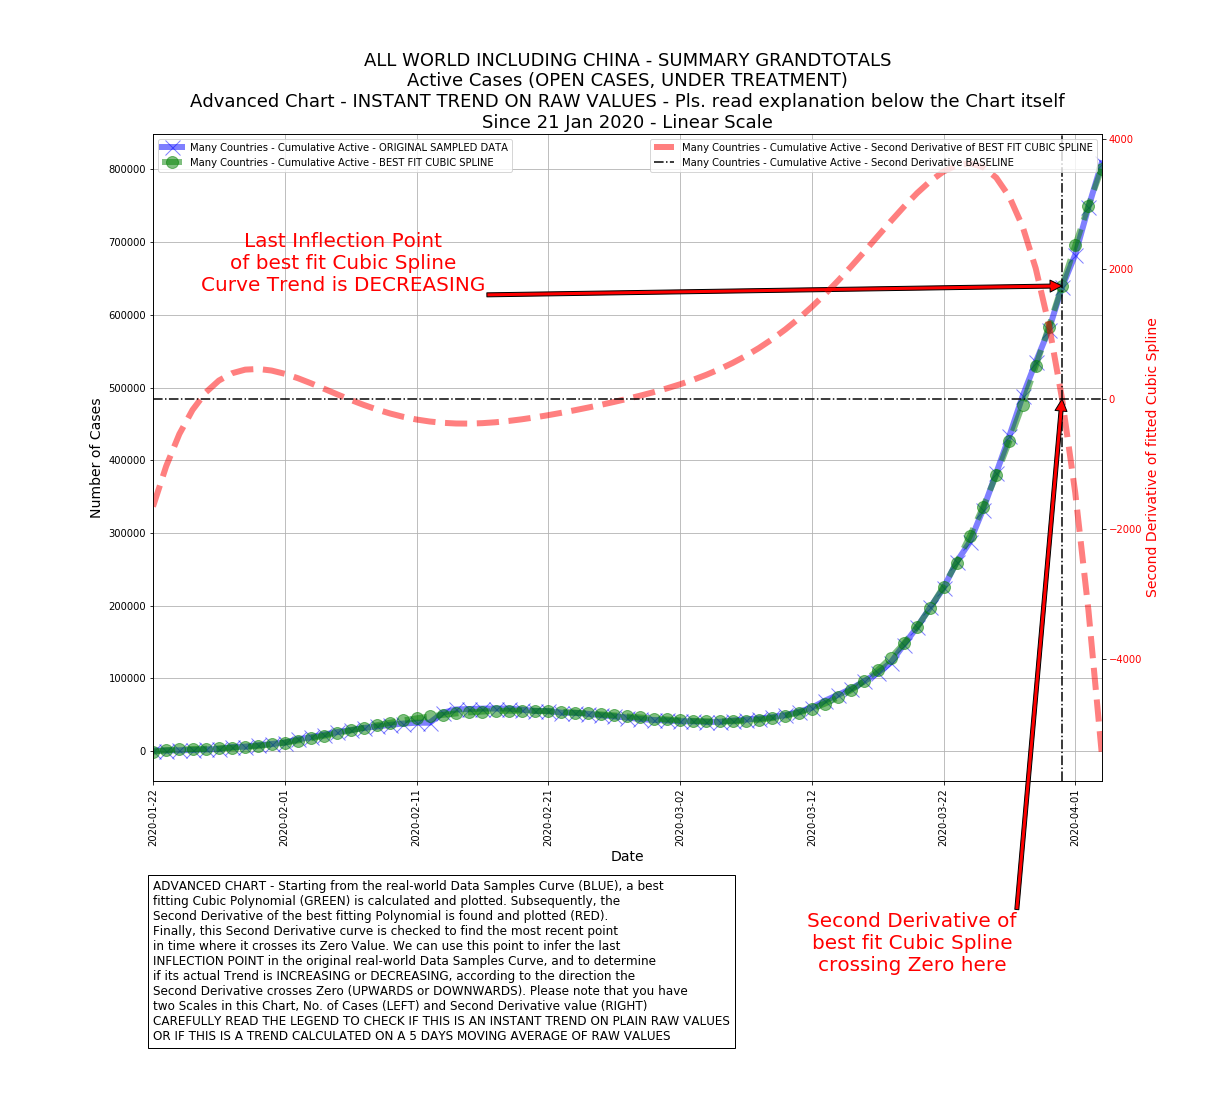 ALL WORLD INCLUDING CHINA - SUMMARY GRANDTOTALS
Active Cases (OPEN CASES, UNDER TREATMENT)
Advanced Chart - INSTANT TREND ON RAW VALUES - Pls. read explanation below the Chart itself
Since 21 Jan 2020 - Linear Scale
Many Countries - Cumulative Active - ORIGINAL SAMPLED DATA
Many Countries - Cumulative Active - BEST FIT CUBIC SPLINE
Many Countries - Cumulative Active - Second Derivative of BEST FIT CUBIC SPLINE
Many Countries - Cumulative Active - Second Derivative BASELINE
Last Inflection Point
of best fit Cubic Spline
Curve Trend is DECREASING
Number of Cases
800000
700000
600000
500000
400000
300000
200000
100000
0
4000
2000
0
−2000
−4000
Second Derivative of fitted Cubic Spline
2020-01-22
2020-02-01
2020-02-11
2020-02-21
2020-03-02
2020-03-12
2020-03-22
2020-04-01
Date
Second Derivative of
best fit Cubic Spline
crossing Zero here
ADVANCED CHART - Starting from the real-world Data Samples Curve (BLUE), a best
fitting Cubic Polynomial (GREEN) is calculated and plotted. Subsequently, the
Second Derivative of the best fitting Polynomial is found and plotted (RED).
Finally, this Second Derivative curve is checked to find the most recent point
in time where it crosses its Zero Value. We can use this point to infer the last
INFLECTION POINT in the original real-world Data Samples Curve, and to determine
if its actual Trend is INCREASING or DECREASING, according to the direction the
Second Derivative crosses Zero (UPWARDS or DOWNWARDS). Please note that you have
two Scales in this Chart, No. of Cases (LEFT) and Second Derivative value (RIGHT)
CAREFULLY READ THE LEGEND TO CHECK IF THIS IS AN INSTANT TREND ON PLAIN RAW VALUES
OR IF THIS IS A TREND CALCULATED ON A 5 DAYS MOVING AVERAGE OF RAW VALUES